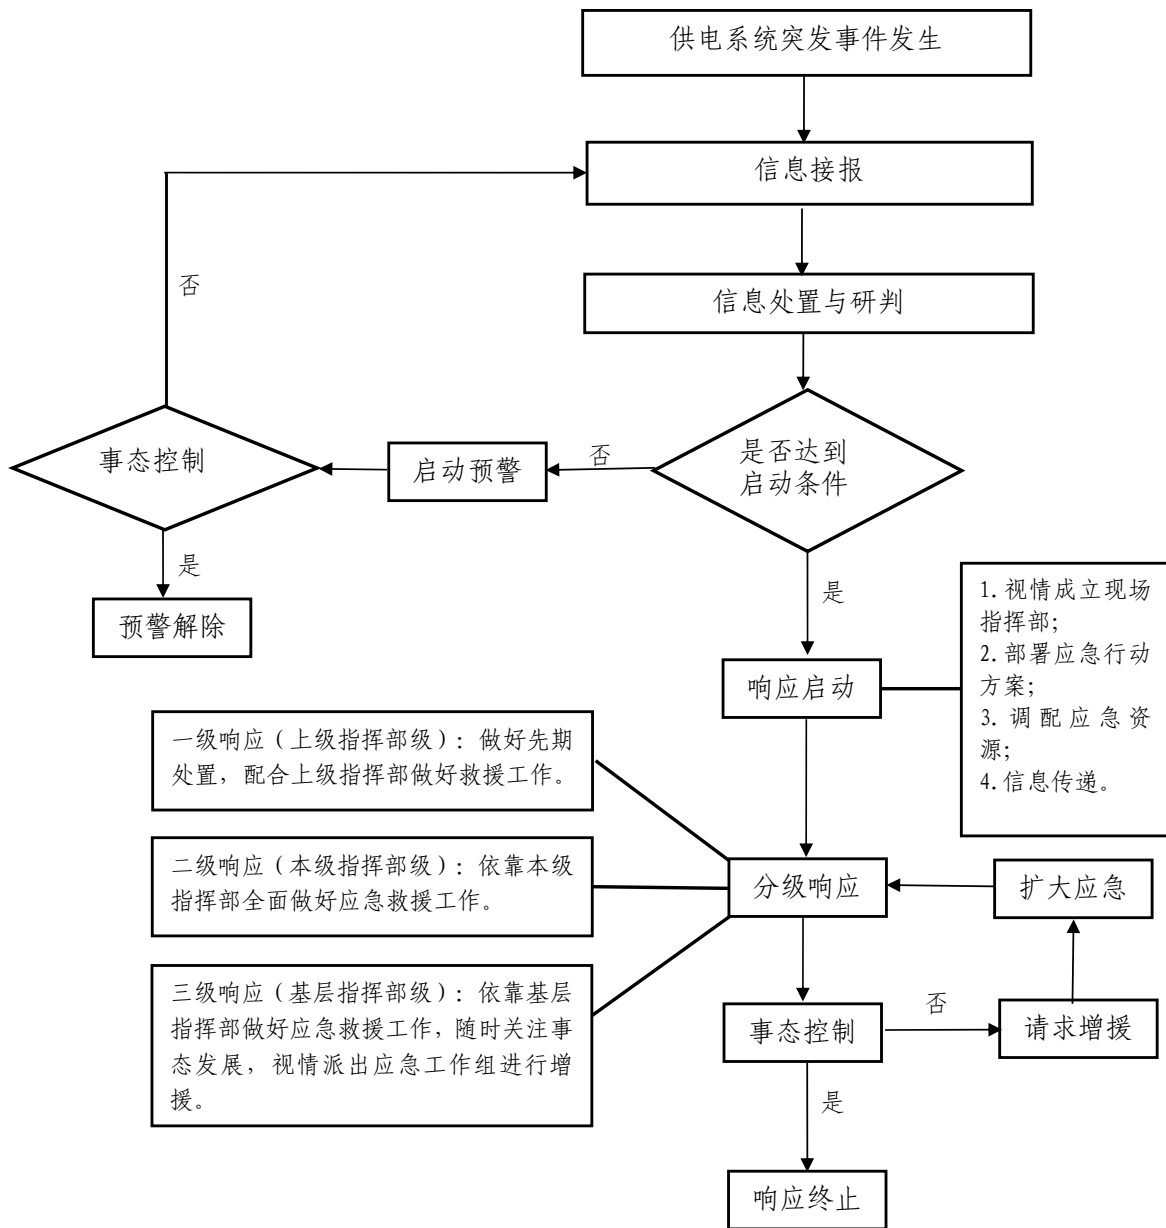 供电系统突发事件发生
信息接报
否
信息处置与研判
事态控制
启动预警
否
是否达到
启动条件
是
预警解除
是
响应启动
1.视情成立现场
指挥部；
2.部署应急行动
方案；
3.调配应急资
源；
4.信息传递。
一级响应（上级指挥部级）：做好先期
处置，配合上级指挥部做好救援工作。
二级响应（本级指挥部级）：依靠本级
指挥部全面做好应急救援工作。
分级响应
扩大应急
三级响应（基层指挥部级）：依靠基层
指挥部做好应急救援工作，随时关注事
态发展，视情派出应急工作组进行增
援。
事态控制
否
请求增援
是
响应终止